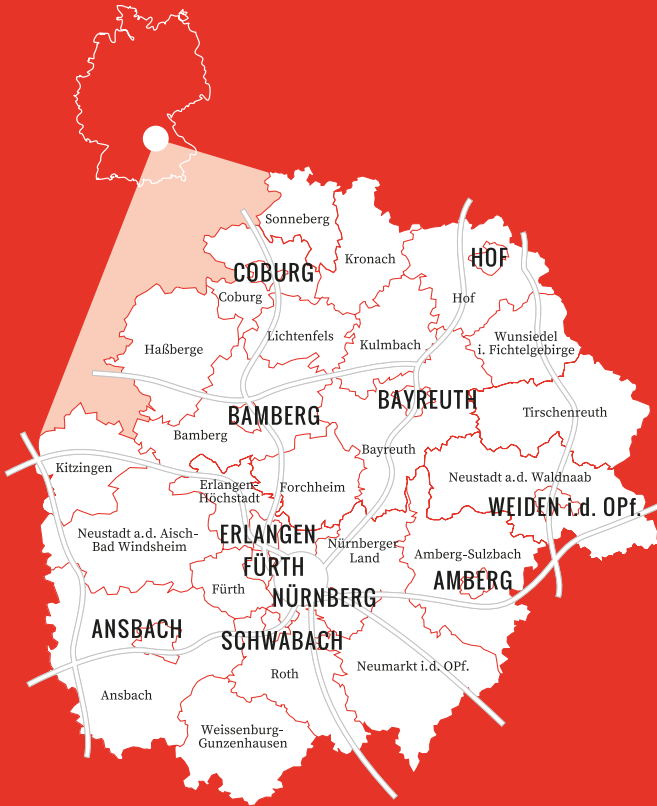 Sonneberg
Kronach
HOF
COBURG
Coburg
Hof
Lichtenfels
Kulmbach
Wunsiedel
i. Fichtelgebirge
Haßberge
BAYREUTH
BAMBERG
Tirschenreuth
Bamberg
Bayreuth
Kitzingen
Neustadt a.d. Waldnaab
Erlangen-
Höchstadt
Forchheim
WEIDEN i.d. OPf.
Neustadt a.d. Aisch-
Bad Windsheim
ERLANGEN
Nürnberger
Land
Amberg-Sulzbach
FÜRTH
AMBERG
Fürth
NÜRNBERG
ANSBACH
SCHWABACH
Neumarkt i.d. OPf.
Roth
Ansbach
Weissenburg-
Gunzenhausen